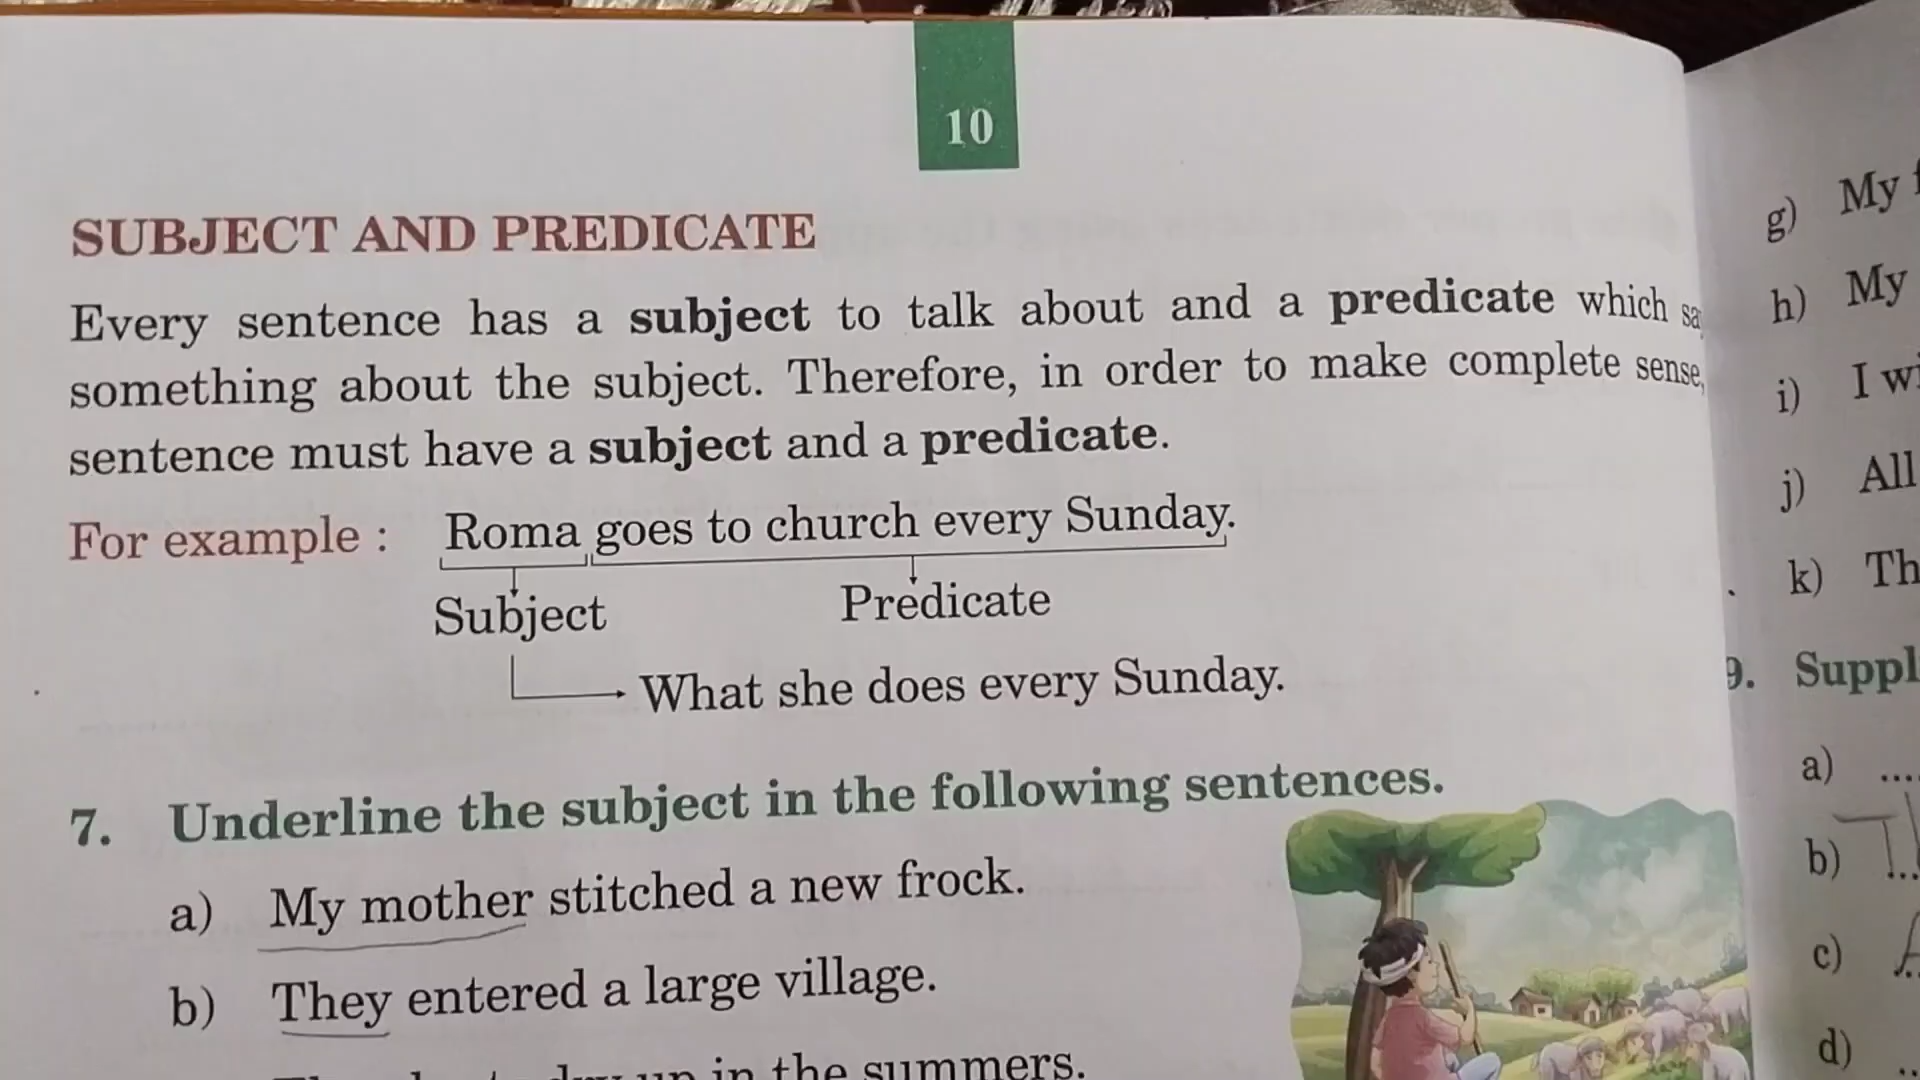 10
SUBJECT AND PREDICATE
Every sentence has a subject to talk about and a predicate which
something about the subject. Therefore, in order to make complete sense,
sentence must have a subject and a predicate.
For example : Roma goes to church every Sunday.
Subject Predicate
What she does every Sunday.
7. Underline the subject in the following sentences.
a) My mother stitched a new frock.
b) They entered a large village.
up in the summers.
g) My
h) My
i) I
j) All
k)
9.
a)
b)
c)
d)